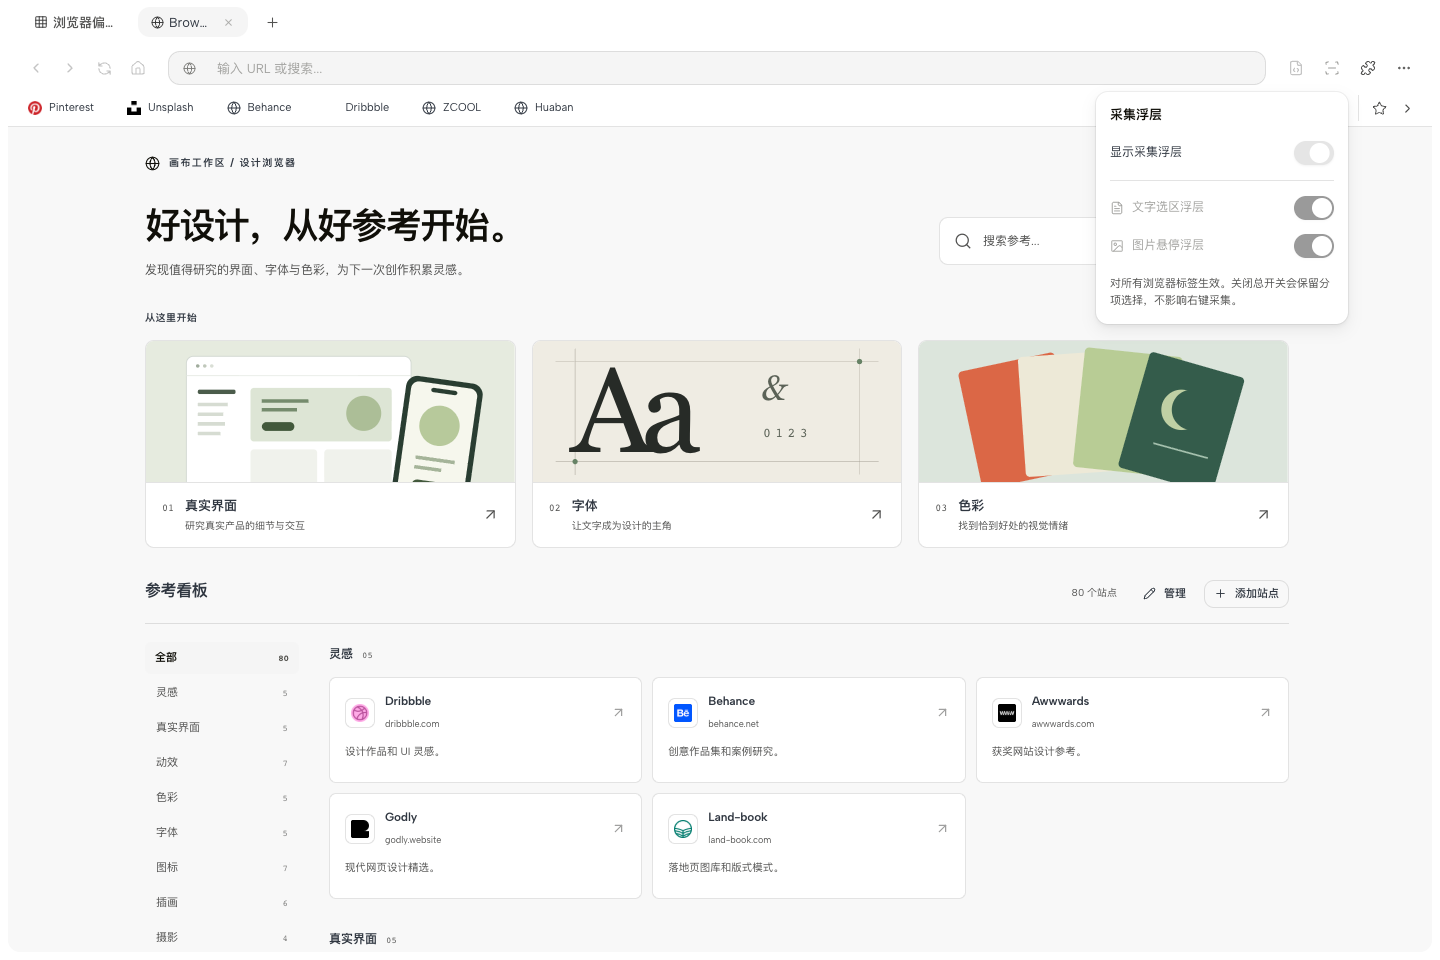 浏览器偏...
Brow...
输入 URL 或搜索...
Pinterest
Unsplash
Behance
Dribbble
ZCOOL
Huaban
采集浮层
显示采集浮层
文字选区浮层
图片悬停浮层
对所有浏览器标签生效。关闭总开关会保留分
项选择，不影响右键采集。
画布工作区 / 设计浏览器
好设计，从好参考开始。
发现值得研究的界面、字体与色彩，为下一次创作积累灵感。
搜索参考...
从这里开始
Aa
&
0 1 2 3
01 真实界面
研究真实产品的细节与交互
02 字体
让文字成为设计的主角
03 色彩
找到恰到好处的视觉情绪
参考看板
80 个站点
管理
添加站点
全部 80
灵感 5
真实界面 5
动效 7
色彩 5
字体 5
图标 7
插画 6
摄影 4
灵感 05
Dribbble
dribbble.com
设计作品和 UI 灵感。
Bē
Behance
behance.net
创意作品集和案例研究。
www
Awwwards
awwwards.com
获奖网站设计参考。
Godly
godly.website
现代网页设计精选。
Land-book
land-book.com
落地页图库和版式模式。
真实界面 05